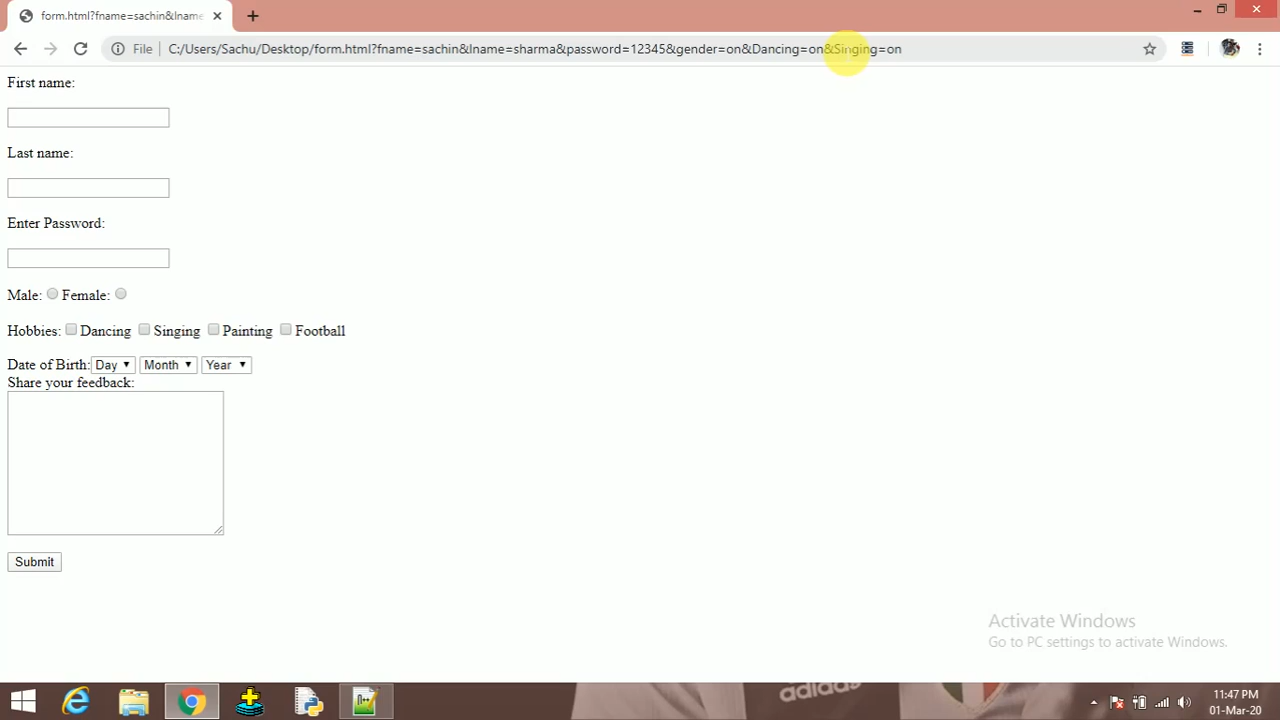 form.html?fname=sachin&lname
File C:/Users/Sachu/Desktop/form.html?fname=sachin&lname=sharma&password=12345&gender=on&Dancing=on&Singing=on
First name:
Last name:
Enter Password:
Male: Female:
Hobbies: Dancing Singing Painting Football
Date of Birth: Day Month Year
Share your feedback:
Submit
Activate Windows
Go to PC settings to activate Windows.
adidas
11:47 PM
01-Mar-20